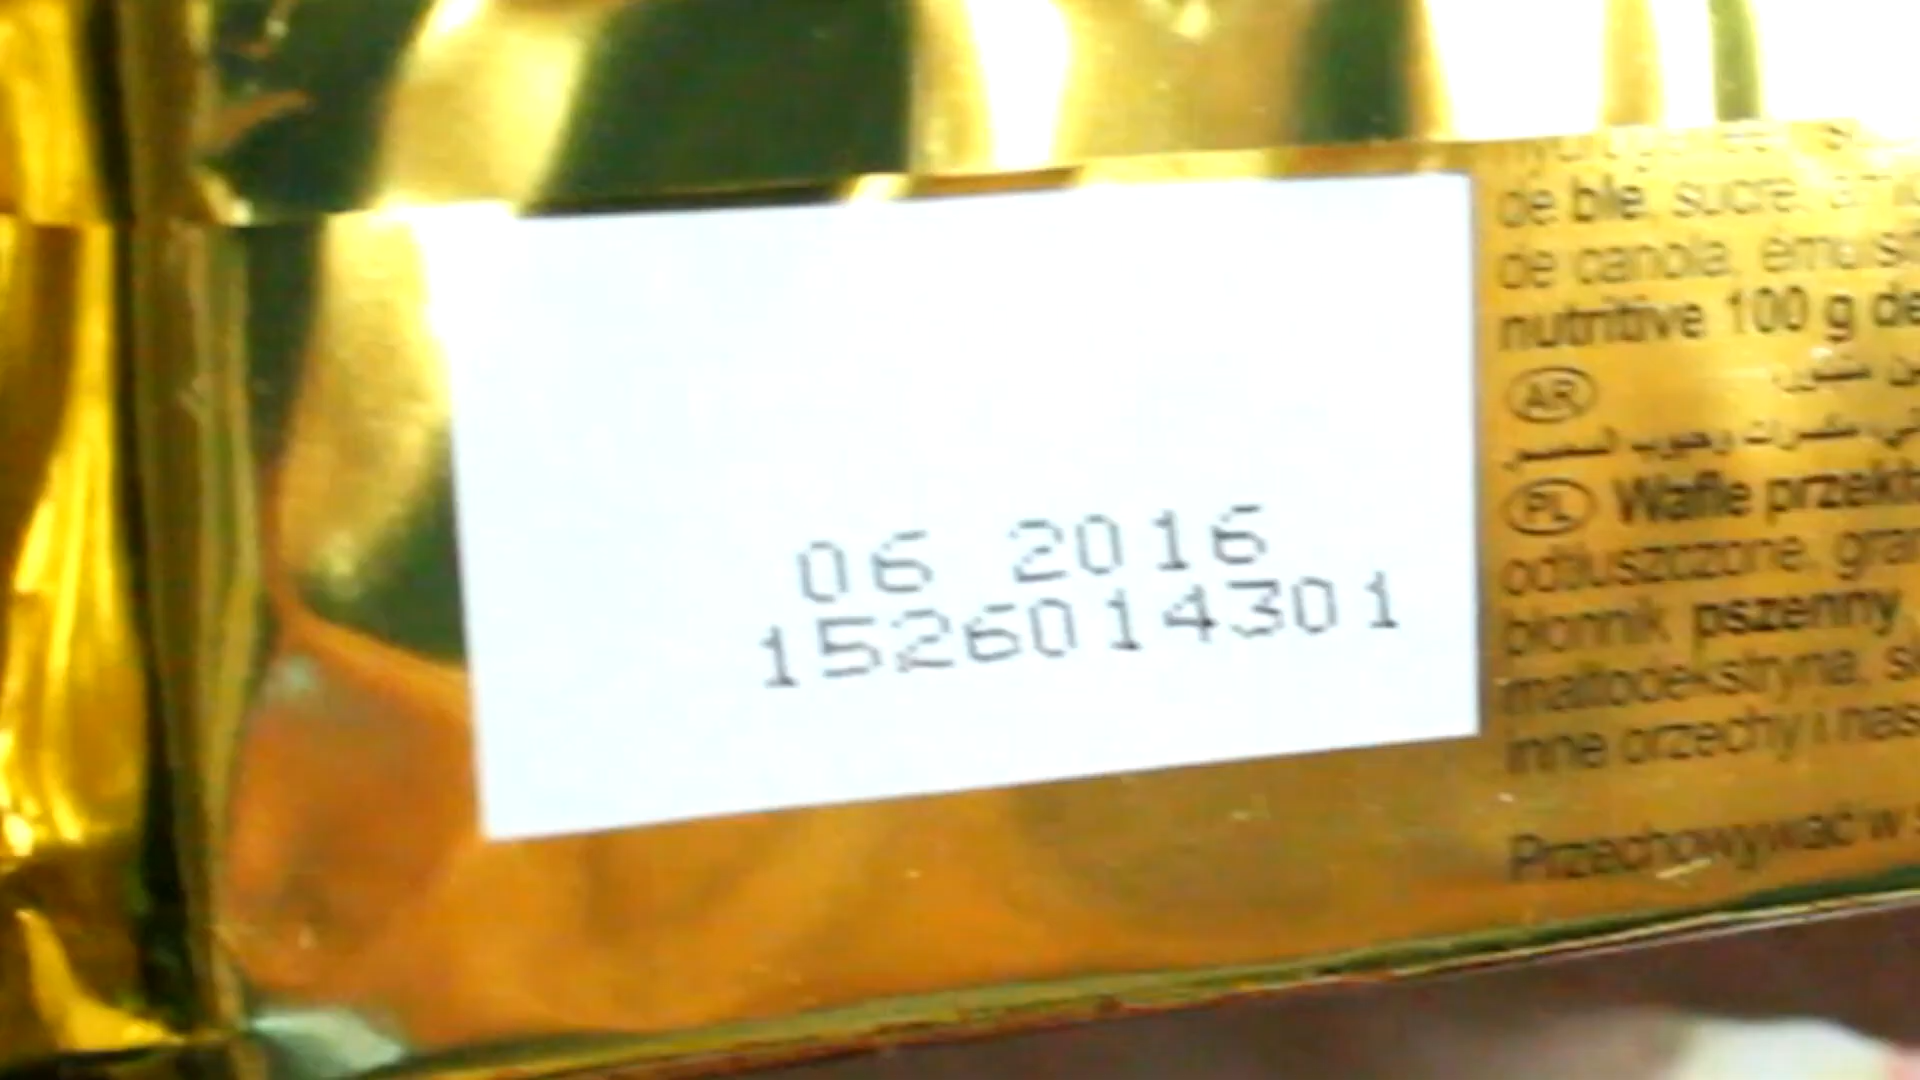 06 2016
1526014301
de blé, sucre,
de canola, émulsif
nutritive 100 g de
AR
PL Wafle przekł
odtłuszczone, gran
błonnik pszenny,
maltodekstryna, s
inne orzechy i nas
Przechowywać w s